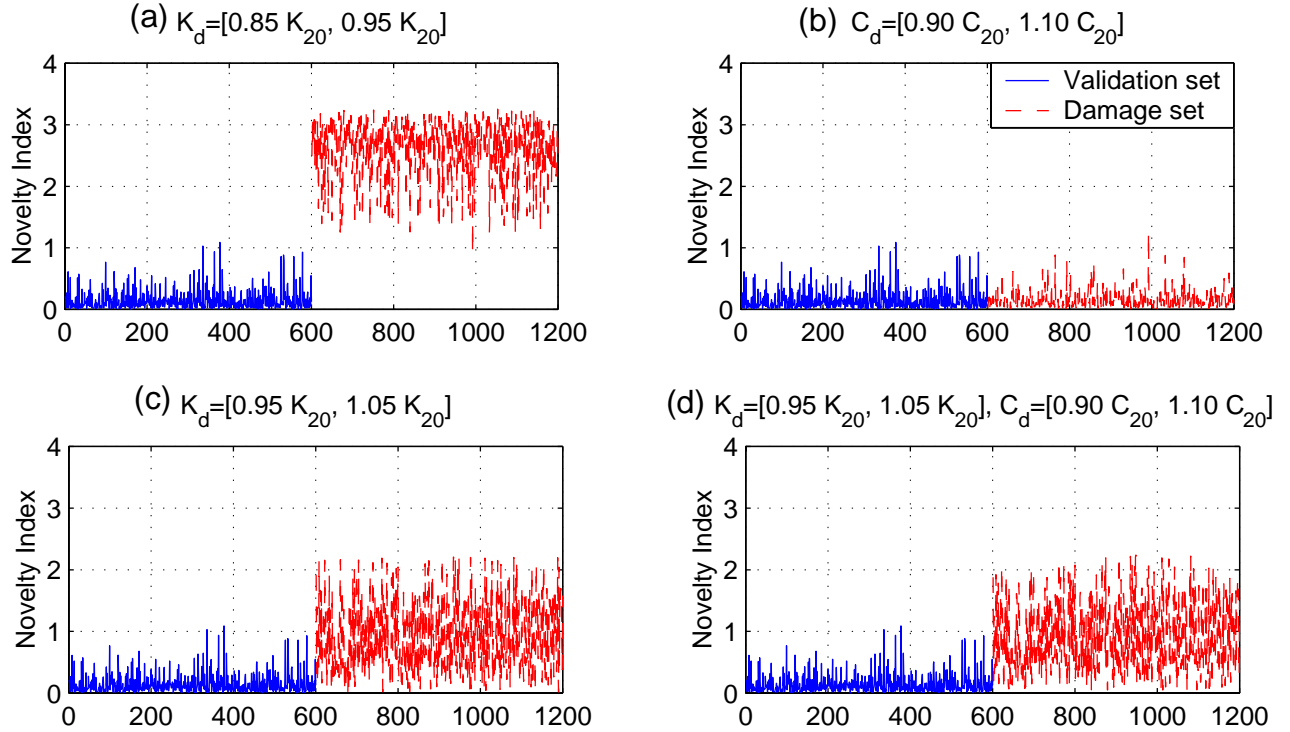 (a) K_d=[0.85 K_20, 0.95 K_20]
4
3
2
1
0
Novelty Index
0 200 400 600 800 1000 1200
(b) C_d=[0.90 C_20, 1.10 C_20]
4
3
2
1
0
Novelty Index
Validation set
Damage set
0 200 400 600 800 1000 1200
(c) K_d=[0.95 K_20, 1.05 K_20]
4
3
2
1
0
Novelty Index
0 200 400 600 800 1000 1200
(d) K_d=[0.95 K_20, 1.05 K_20], C_d=[0.90 C_20, 1.10 C_20]
4
3
2
1
0
Novelty Index
0 200 400 600 800 1000 1200